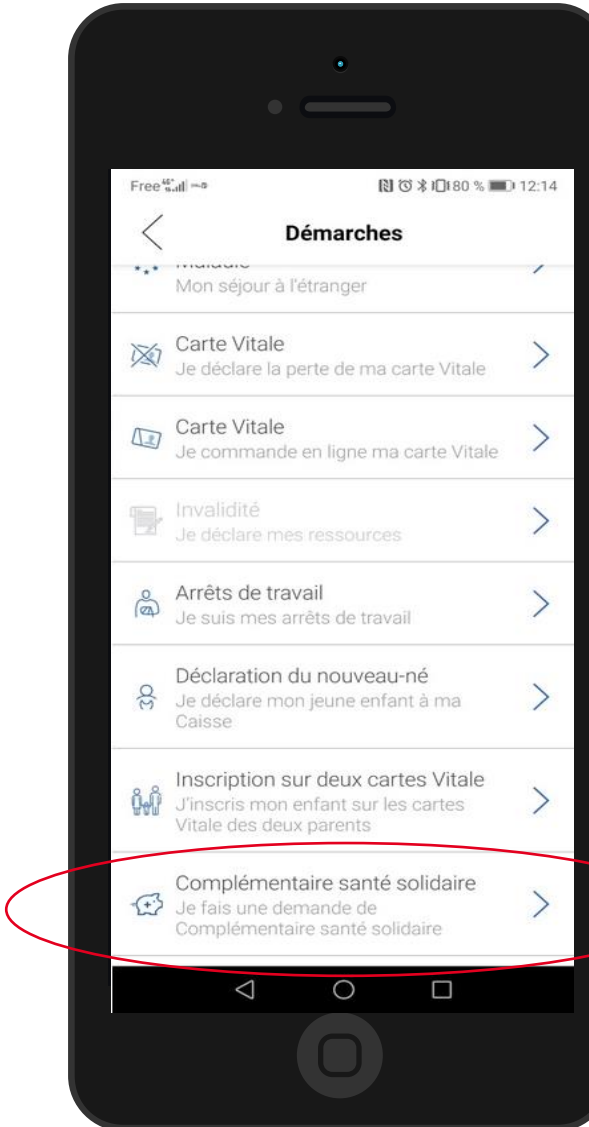 Free 80 % 12:14
Démarches
Mon séjour à l'étranger
Carte Vitale
Je déclare la perte de ma carte Vitale
Carte Vitale
Je commande en ligne ma carte Vitale
Invalidité
Je déclare mes ressources
Arrêts de travail
Je suis mes arrêts de travail
Déclaration du nouveau-né
Je déclare mon jeune enfant à ma
Caisse
Inscription sur deux cartes Vitale
J'inscris mon enfant sur les cartes
Vitale des deux parents
Complémentaire santé solidaire
Je fais une demande de
Complémentaire santé solidaire